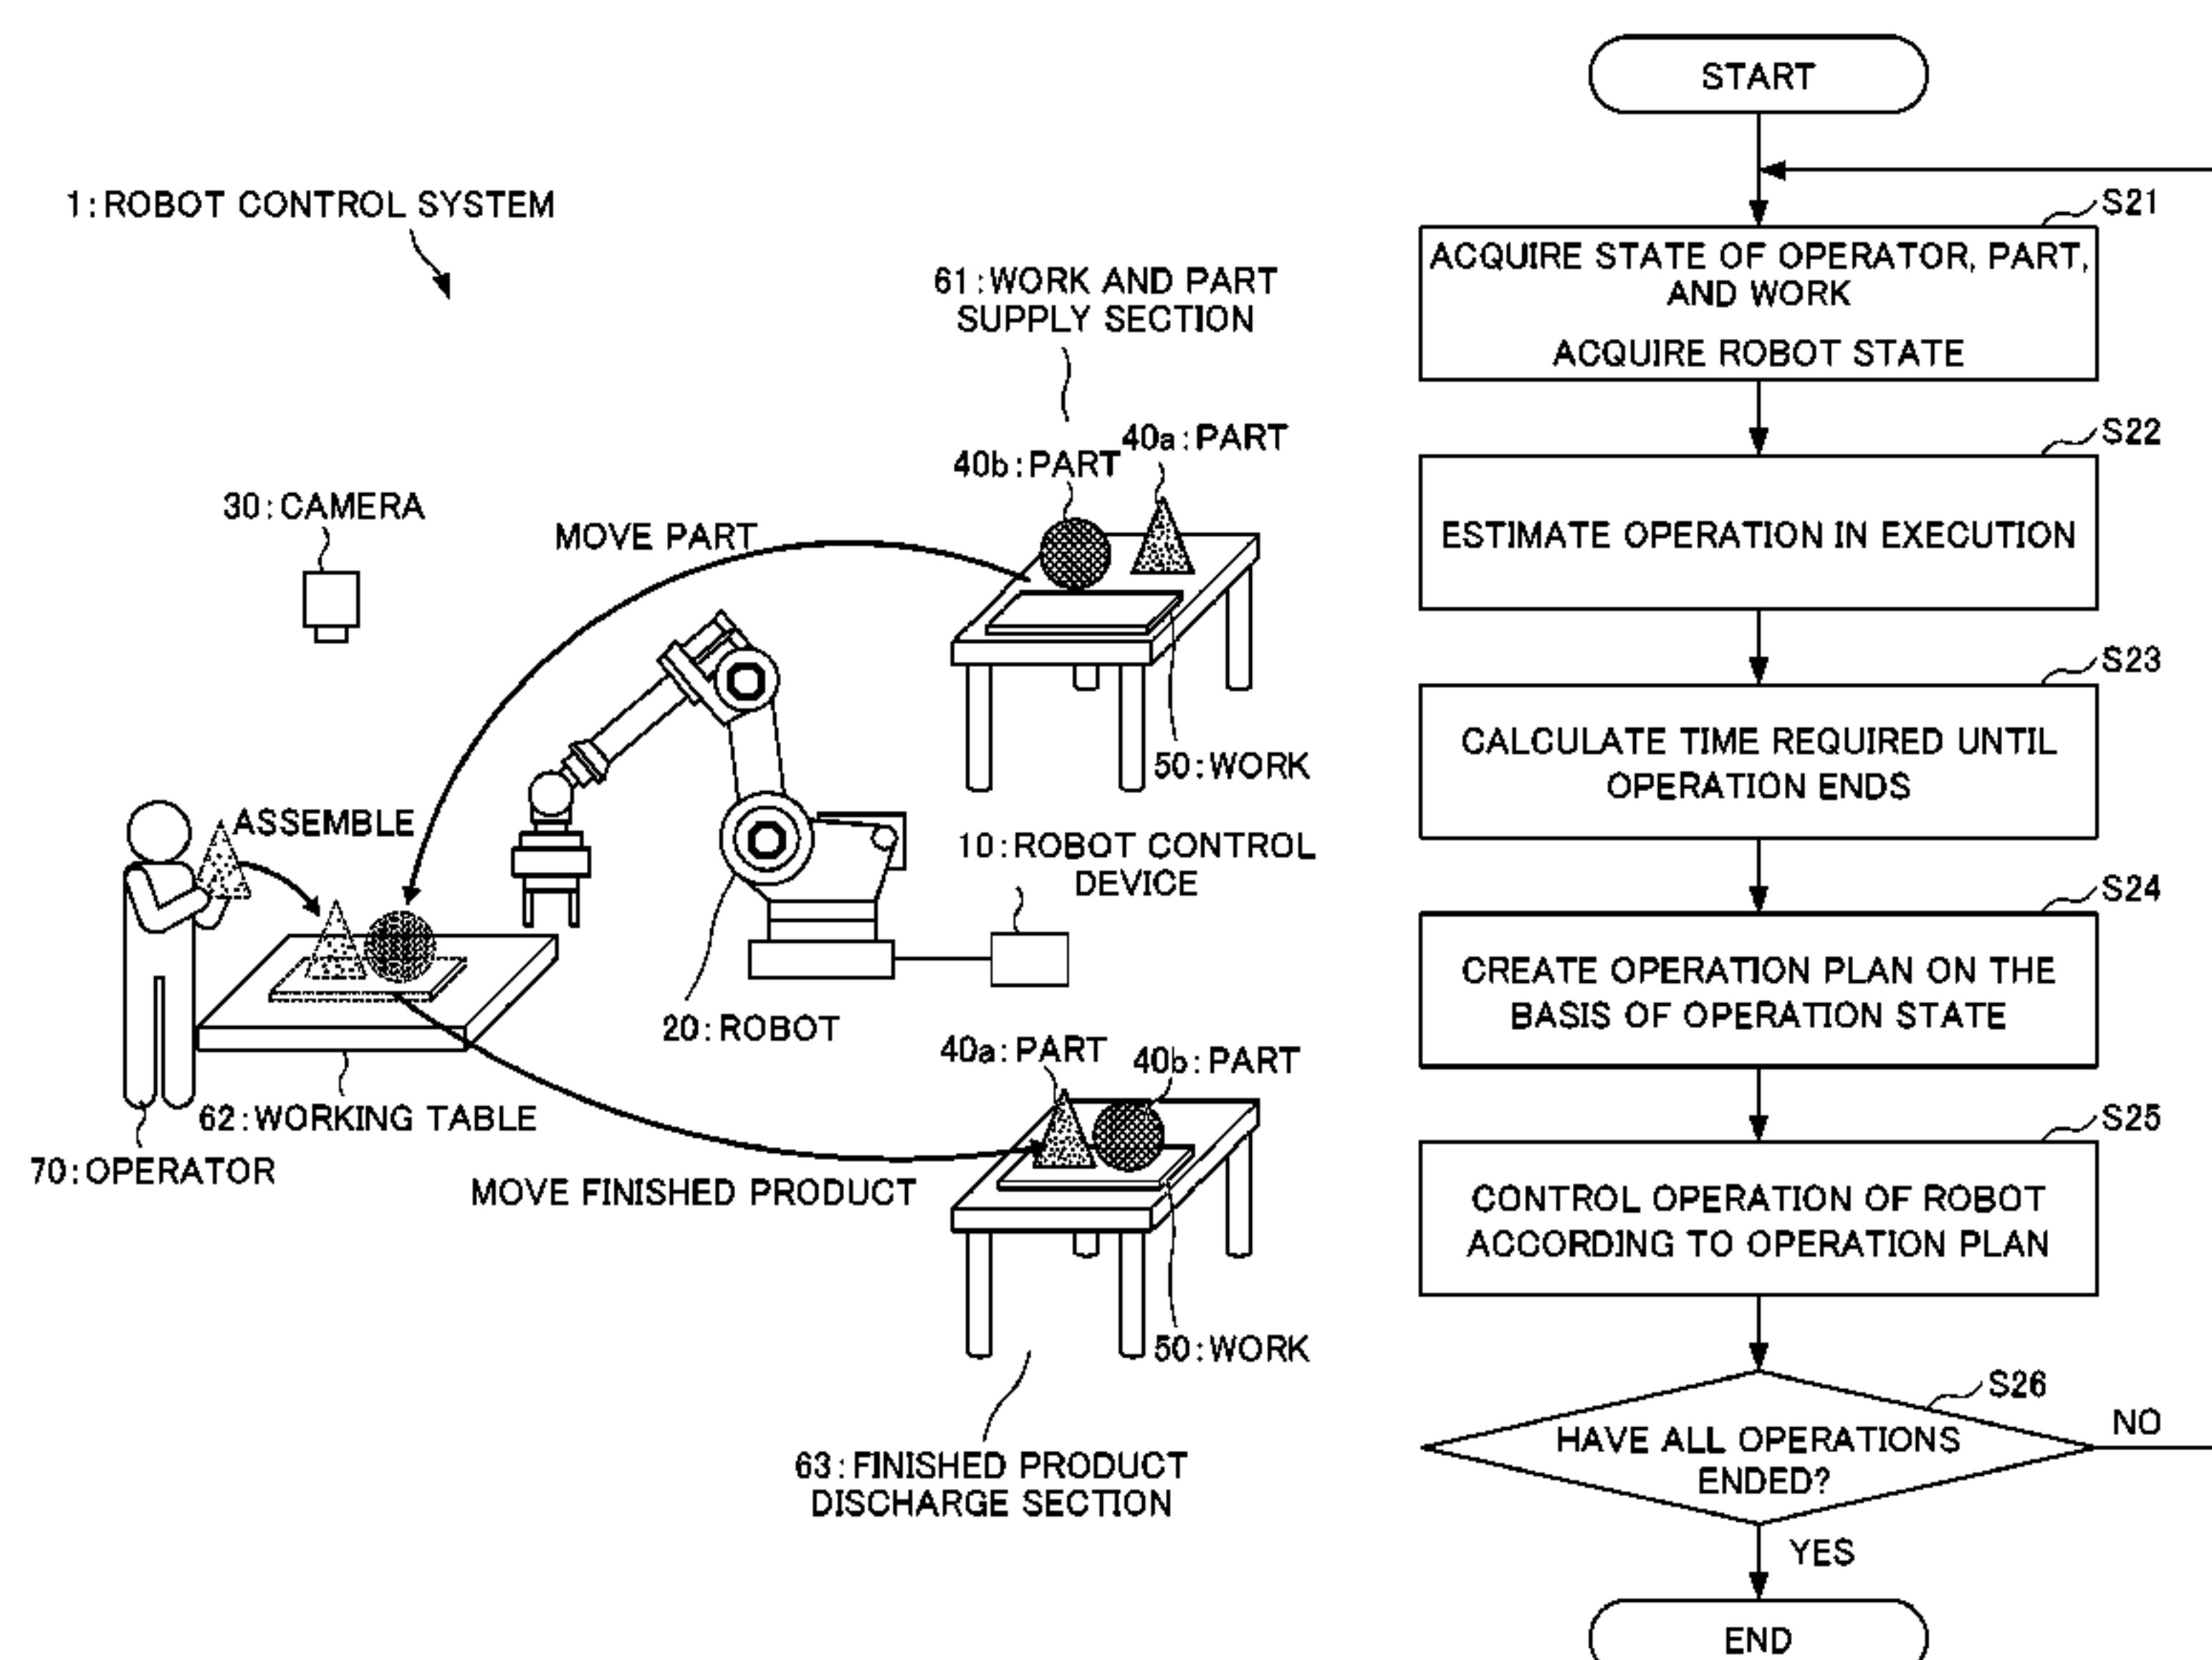 1:ROBOT CONTROL SYSTEM
61:WORK AND PART
SUPPLY SECTION
40a:PART
40b:PART
30:CAMERA
MOVE PART
50:WORK
ASSEMBLE
10:ROBOT CONTROL
DEVICE
20:ROBOT
40a:PART
40b:PART
62:WORKING TABLE
70:OPERATOR
MOVE FINISHED PRODUCT
50:WORK
63:FINISHED PRODUCT
DISCHARGE SECTION
START
S21
ACQUIRE STATE OF OPERATOR, PART,
AND WORK
ACQUIRE ROBOT STATE
S22
ESTIMATE OPERATION IN EXECUTION
S23
CALCULATE TIME REQUIRED UNTIL
OPERATION ENDS
S24
CREATE OPERATION PLAN ON THE
BASIS OF OPERATION STATE
S25
CONTROL OPERATION OF ROBOT
ACCORDING TO OPERATION PLAN
S26
HAVE ALL OPERATIONS
ENDED?
NO
YES
END